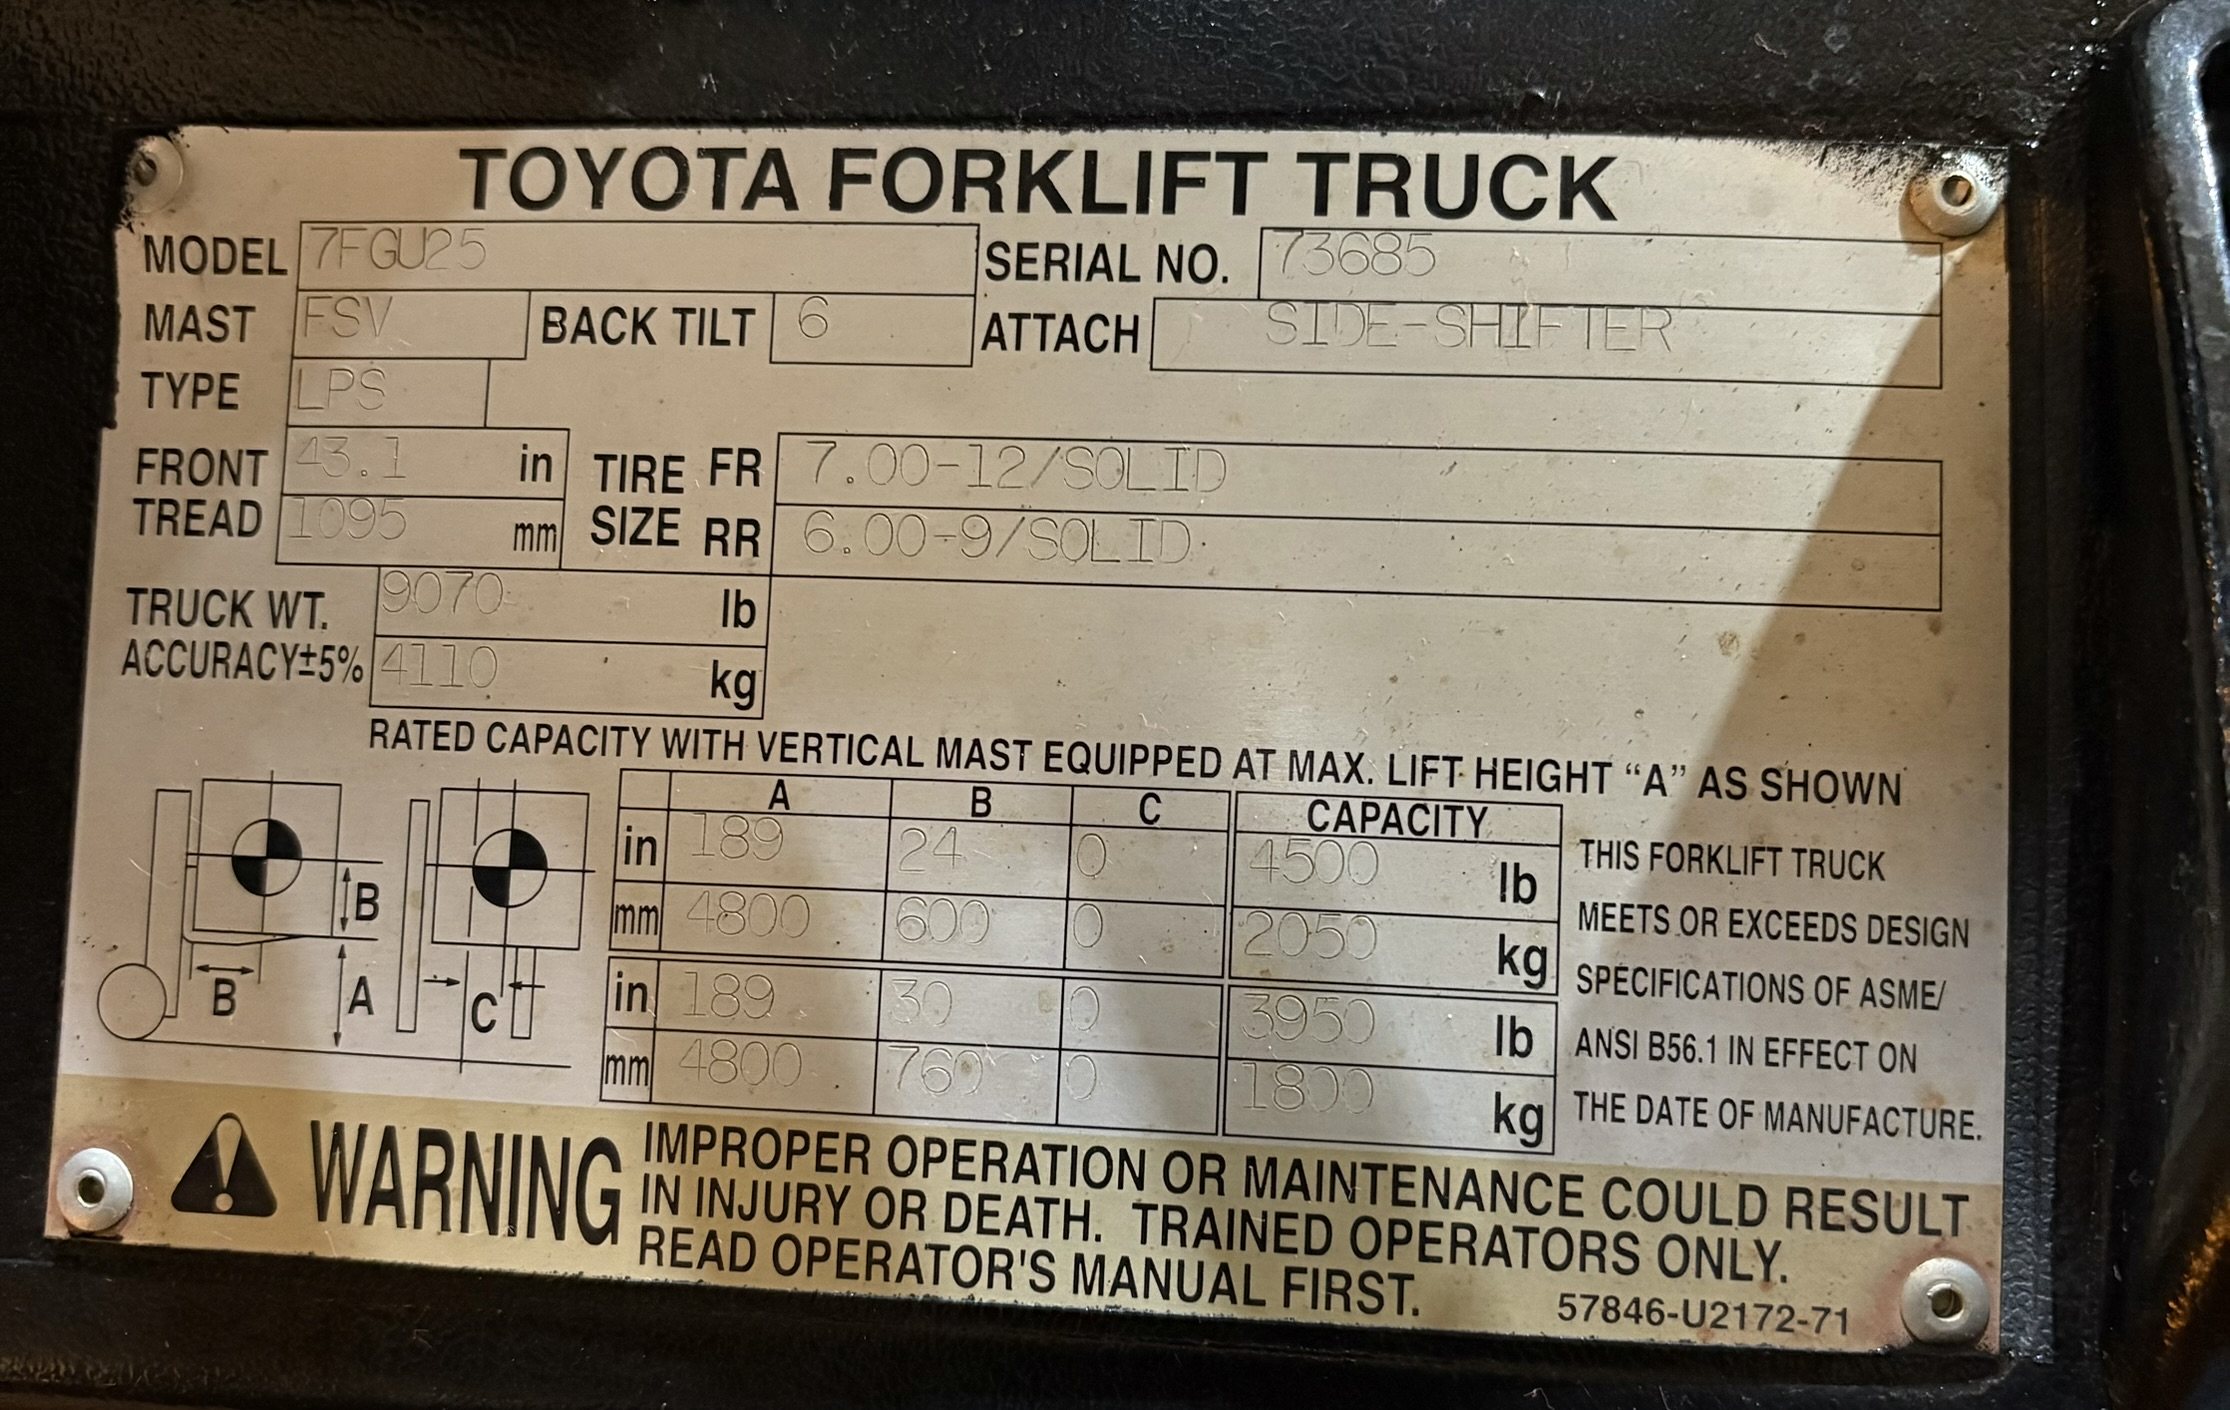 TOYOTA FORKLIFT TRUCK
MODEL 7FGU25 SERIAL NO. 73685
MAST FSV BACK TILT 6 ATTACH SIDE-SHIFTER
TYPE LPS
FRONT TREAD 43.1 in TIRE SIZE FR 7.00-12/SOLID
1095 mm RR 6.00-9/SOLID
TRUCK WT. 9070 lb
ACCURACY±5% 4110 kg
RATED CAPACITY WITH VERTICAL MAST EQUIPPED AT MAX. LIFT HEIGHT “A” AS SHOWN
A B C CAPACITY
in 189 24 0 4500 lb
mm 4800 600 0 2050 kg
in 189 30 0 3950 lb
mm 4800 760 0 1800 kg
B
B
A
C
THIS FORKLIFT TRUCK
MEETS OR EXCEEDS DESIGN
SPECIFICATIONS OF ASME/
ANSI B56.1 IN EFFECT ON
THE DATE OF MANUFACTURE.
WARNING
IMPROPER OPERATION OR MAINTENANCE COULD RESULT
IN INJURY OR DEATH. TRAINED OPERATORS ONLY.
READ OPERATOR'S MANUAL FIRST.
57846-U2172-71